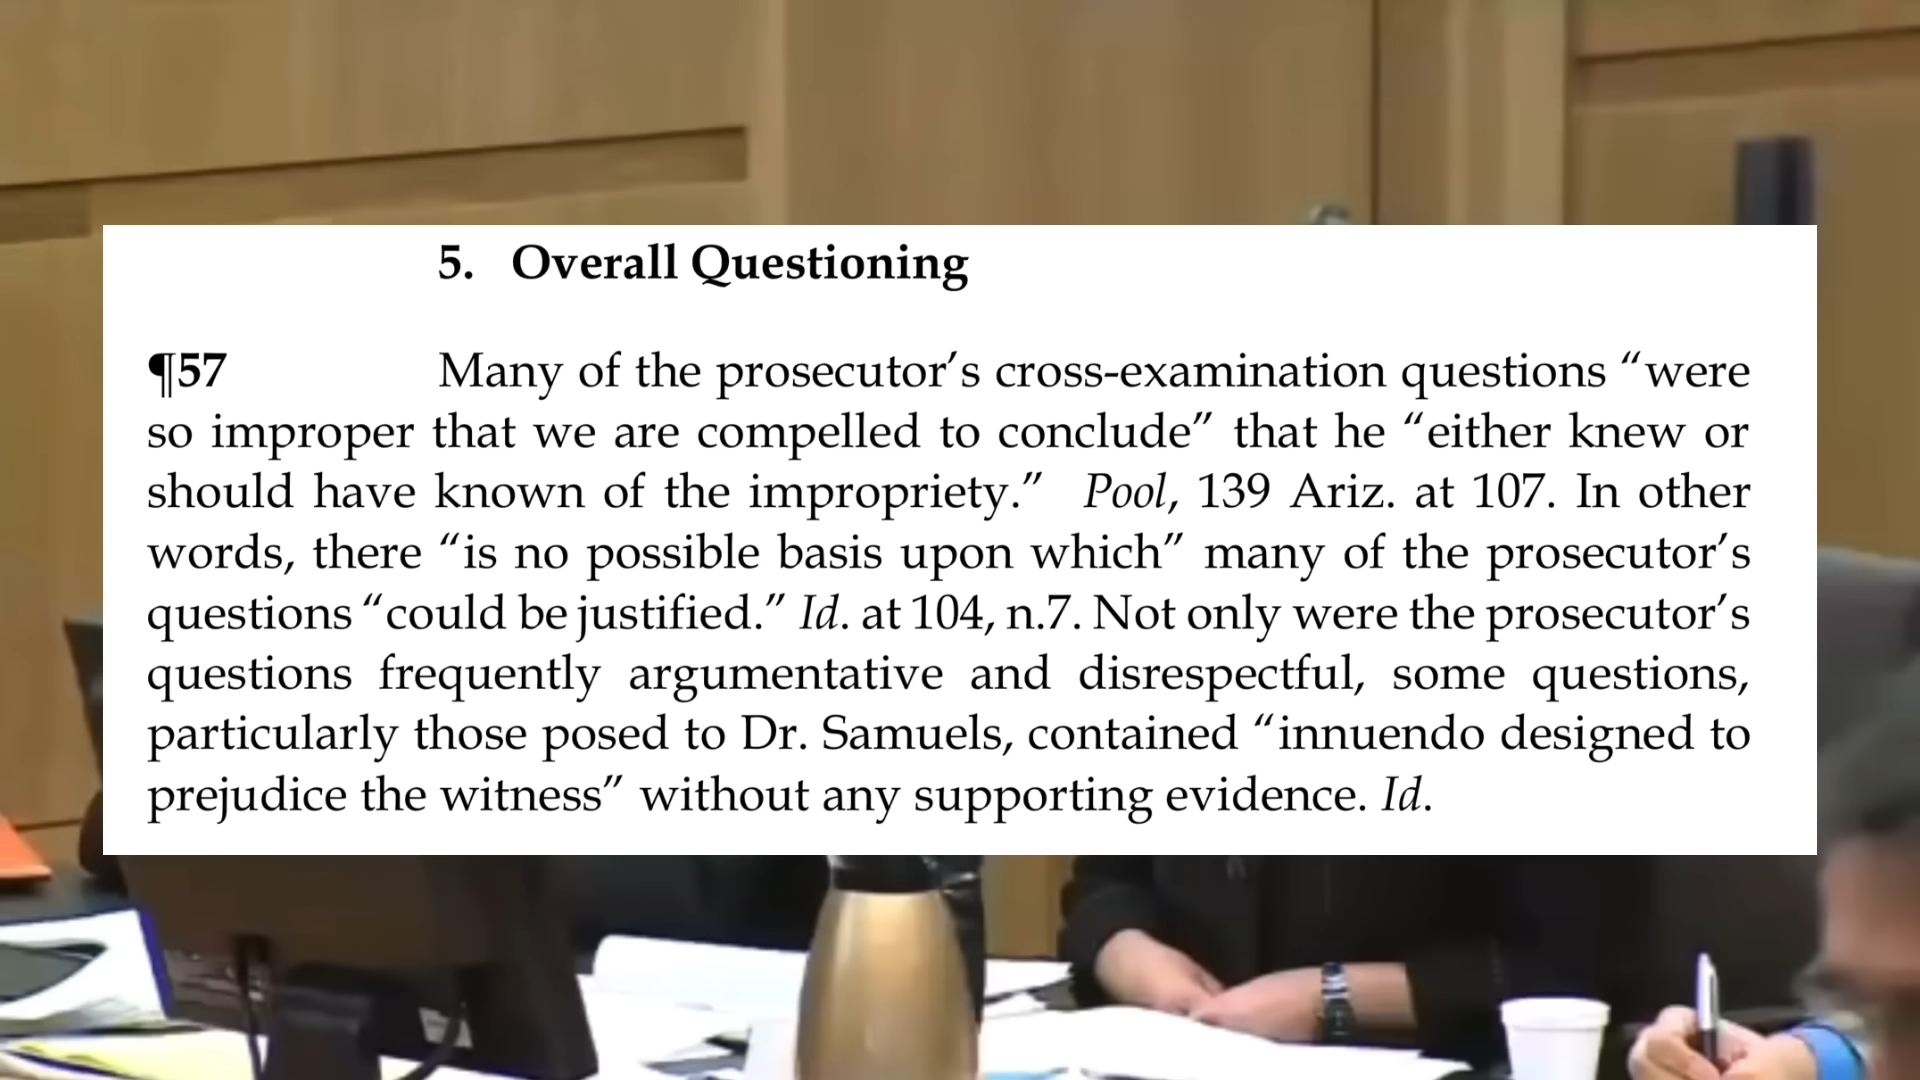 5. Overall Questioning
¶57 Many of the prosecutor’s cross-examination questions “were
so improper that we are compelled to conclude” that he “either knew or
should have known of the impropriety.” Pool, 139 Ariz. at 107. In other
words, there “is no possible basis upon which” many of the prosecutor’s
questions “could be justified.” Id. at 104, n.7. Not only were the prosecutor’s
questions frequently argumentative and disrespectful, some questions,
particularly those posed to Dr. Samuels, contained “innuendo designed to
prejudice the witness” without any supporting evidence. Id.